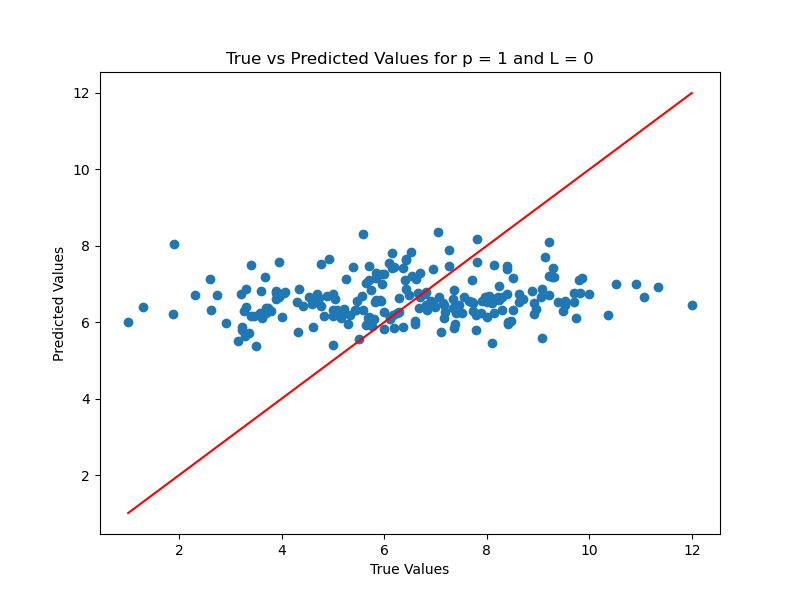 True vs Predicted Values for p = 1 and L = 0
12
10
8
6
4
2
Predicted Values
2 4 6 8 10 12
True Values